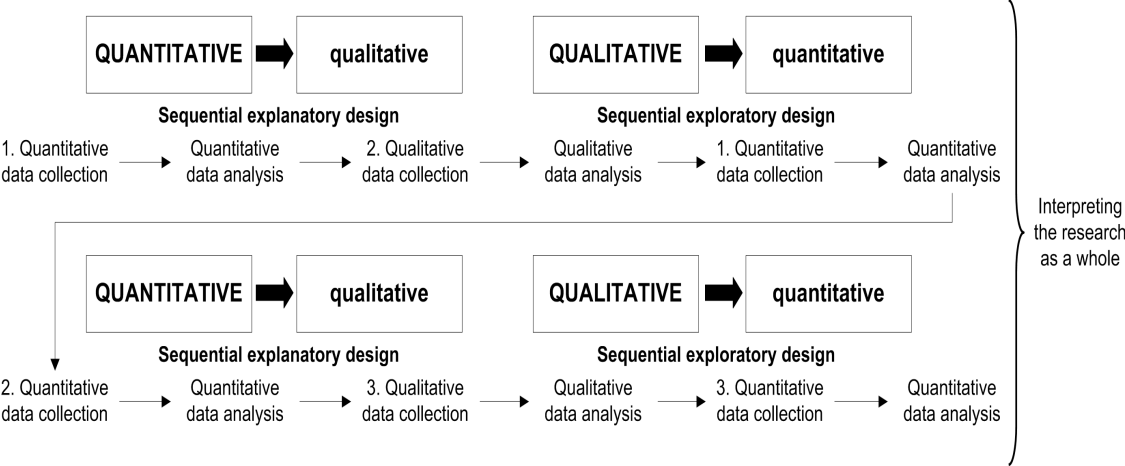 QUANTITATIVE qualitative QUALITATIVE quantitative
Sequential explanatory design Sequential exploratory design
1. Quantitative Quantitative 2. Qualitative Qualitative 1. Quantitative Quantitative
data collection data analysis data collection data analysis data collection data analysis
Interpreting
the research
as a whole
QUANTITATIVE qualitative QUALITATIVE quantitative
Sequential explanatory design Sequential exploratory design
2. Quantitative Quantitative 3. Qualitative Qualitative 3. Quantitative Quantitative
data collection data analysis data collection data analysis data collection data analysis